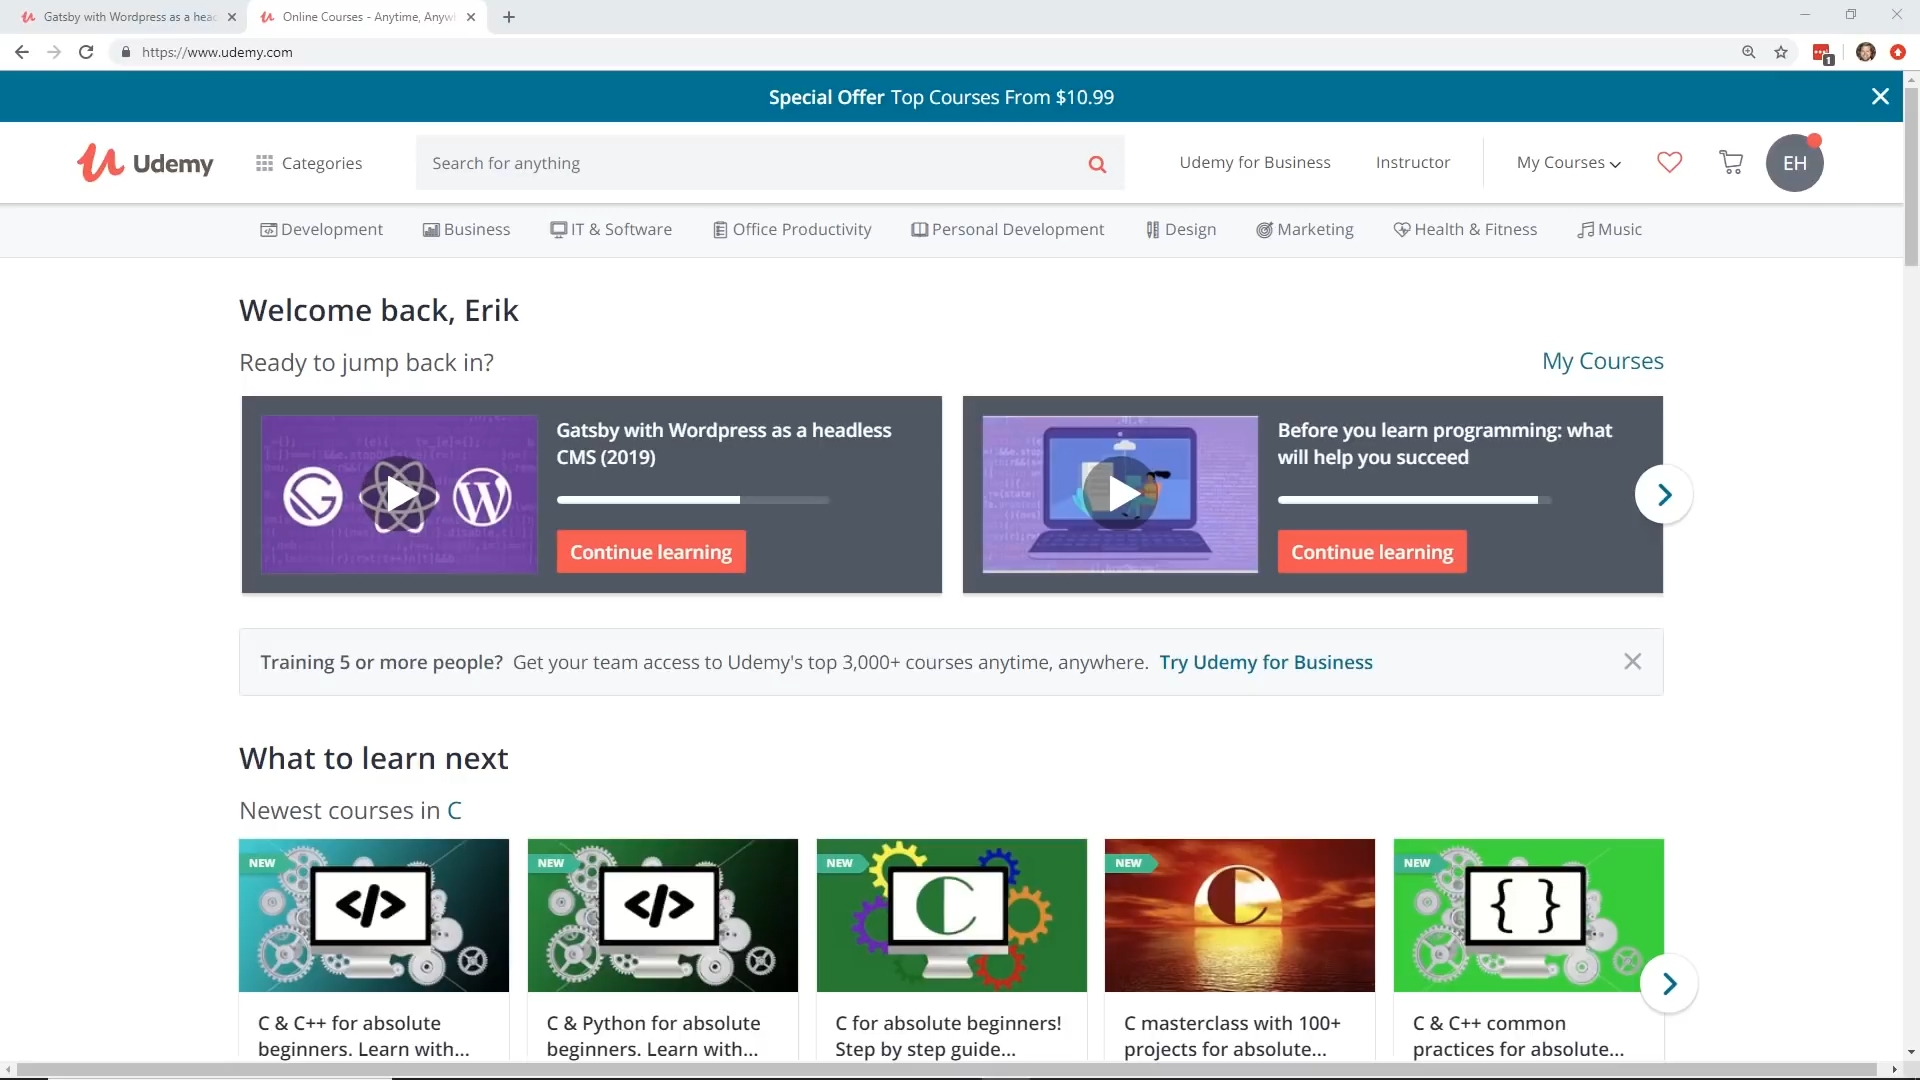 Gatsby with Wordpress as a head
Online Courses - Anytime, Anyw
https://www.udemy.com
1
Special Offer Top Courses From $10.99
Udemy
Categories
Search for anything
Udemy for Business
Instructor
My Courses
EH
Development
Business
IT & Software
Office Productivity
Personal Development
Design
Marketing
Health & Fitness
Music
Welcome back, Erik
Ready to jump back in?
My Courses
Gatsby with Wordpress as a headless
CMS (2019)
Continue learning
Before you learn programming: what
will help you succeed
Continue learning
Training 5 or more people? Get your team access to Udemy's top 3,000+ courses anytime, anywhere. Try Udemy for Business
What to learn next
Newest courses in C
NEW
NEW
NEW
NEW
NEW
C & C++ for absolute
beginners. Learn with...
C & Python for absolute
beginners. Learn with...
C for absolute beginners!
Step by step guide...
C masterclass with 100+
projects for absolute...
C & C++ common
practices for absolute...